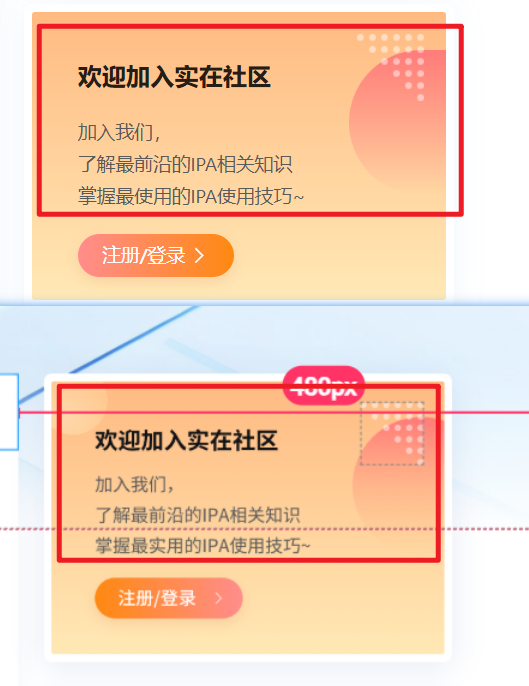 欢迎加入实在社区
加入我们，
了解最前沿的IPA相关知识
掌握最使用的IPA使用技巧~
注册/登录 >
480px
欢迎加入实在社区
加入我们，
了解最前沿的IPA相关知识
掌握最实用的IPA使用技巧~
注册/登录 >